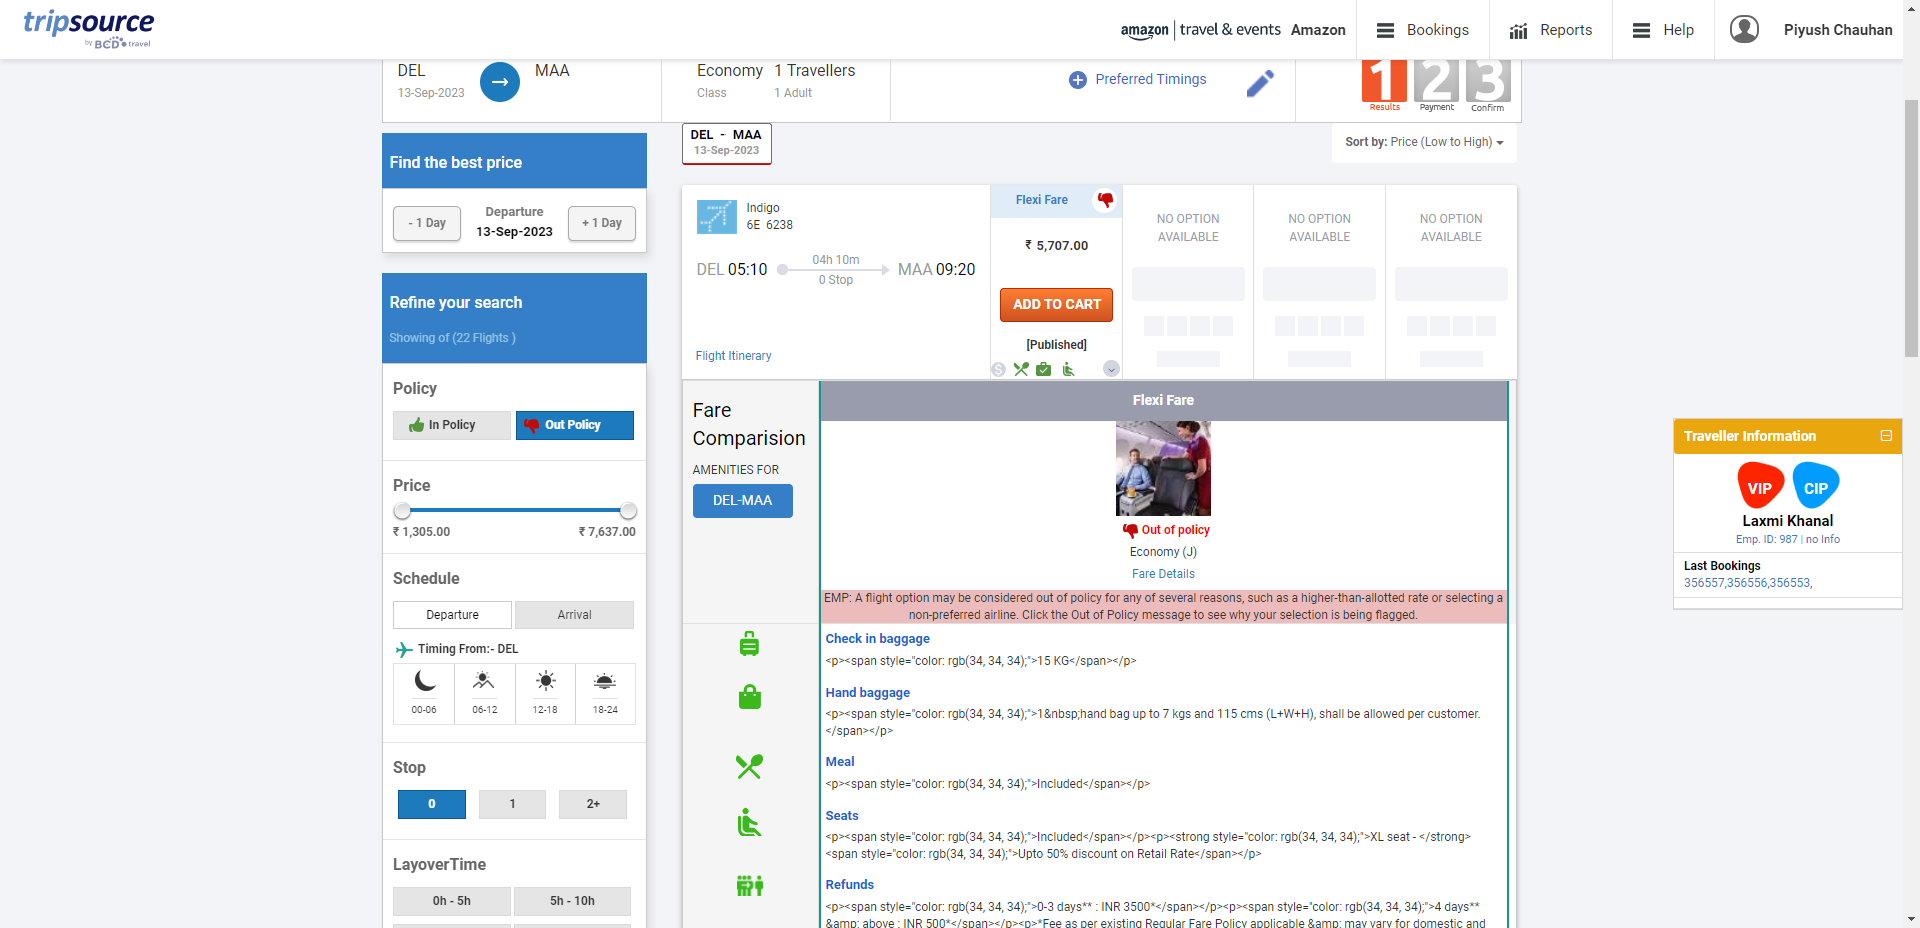 tripsource
by BCD travel
amazon | travel & events Amazon
Bookings
Reports
Help
Piyush Chauhan
DEL
13-Sep-2023
MAA
Economy
Class
1 Travellers
1 Adult
Preferred Timings
1 2 3
Results Payment Confirm
Find the best price
- 1 Day
Departure
13-Sep-2023
+ 1 Day
Refine your search
Showing of (22 Flights )
Policy
In Policy
Out Policy
Price
₹ 1,305.00
₹ 7,637.00
Schedule
Departure
Arrival
Timing From:- DEL
00-06
06-12
12-18
18-24
Stop
0
1
2+
LayoverTime
0h - 5h
5h - 10h
DEL - MAA
13-Sep-2023
Sort by: Price (Low to High)
Indigo
6E 6238
DEL 05:10
04h 10m
0 Stop
MAA 09:20
Flight Itinerary
Flexi Fare
₹ 5,707.00
ADD TO CART
[Published]
NO OPTION
AVAILABLE
NO OPTION
AVAILABLE
NO OPTION
AVAILABLE
Fare
Comparision
AMENITIES FOR
DEL-MAA
Flexi Fare
Out of policy
Economy (J)
Fare Details
EMP: A flight option may be considered out of policy for any of several reasons, such as a higher-than-allotted rate or selecting a
non-preferred airline. Click the Out of Policy message to see why your selection is being flagged.
Check in baggage
<p><span style="color: rgb(34, 34, 34);">15 KG</span></p>
Hand baggage
<p><span style="color: rgb(34, 34, 34);">1&nbsp;hand bag up to 7 kgs and 115 cms (L+W+H), shall be allowed per customer.
</span></p>
Meal
<p><span style="color: rgb(34, 34, 34);">Included</span></p>
Seats
<p><span style="color: rgb(34, 34, 34);">Included</span></p><p><strong style="color: rgb(34, 34, 34);">XL seat - </strong>
<span style="color: rgb(34, 34, 34);">Upto 50% discount on Retail Rate</span></p>
Refunds
<p><span style="color: rgb(34, 34, 34);">0-3 days** : INR 3500*</span></p><p><span style="color: rgb(34, 34, 34);">4 days**
&amp; above : INR 500*</span></p><p>*Fee as per existing Regular Fare Policy applicable &amp; may vary for domestic and
Traveller Information
VIP
CIP
Laxmi Khanal
Emp. ID: 987 | no Info
Last Bookings
356557,356556,356553,